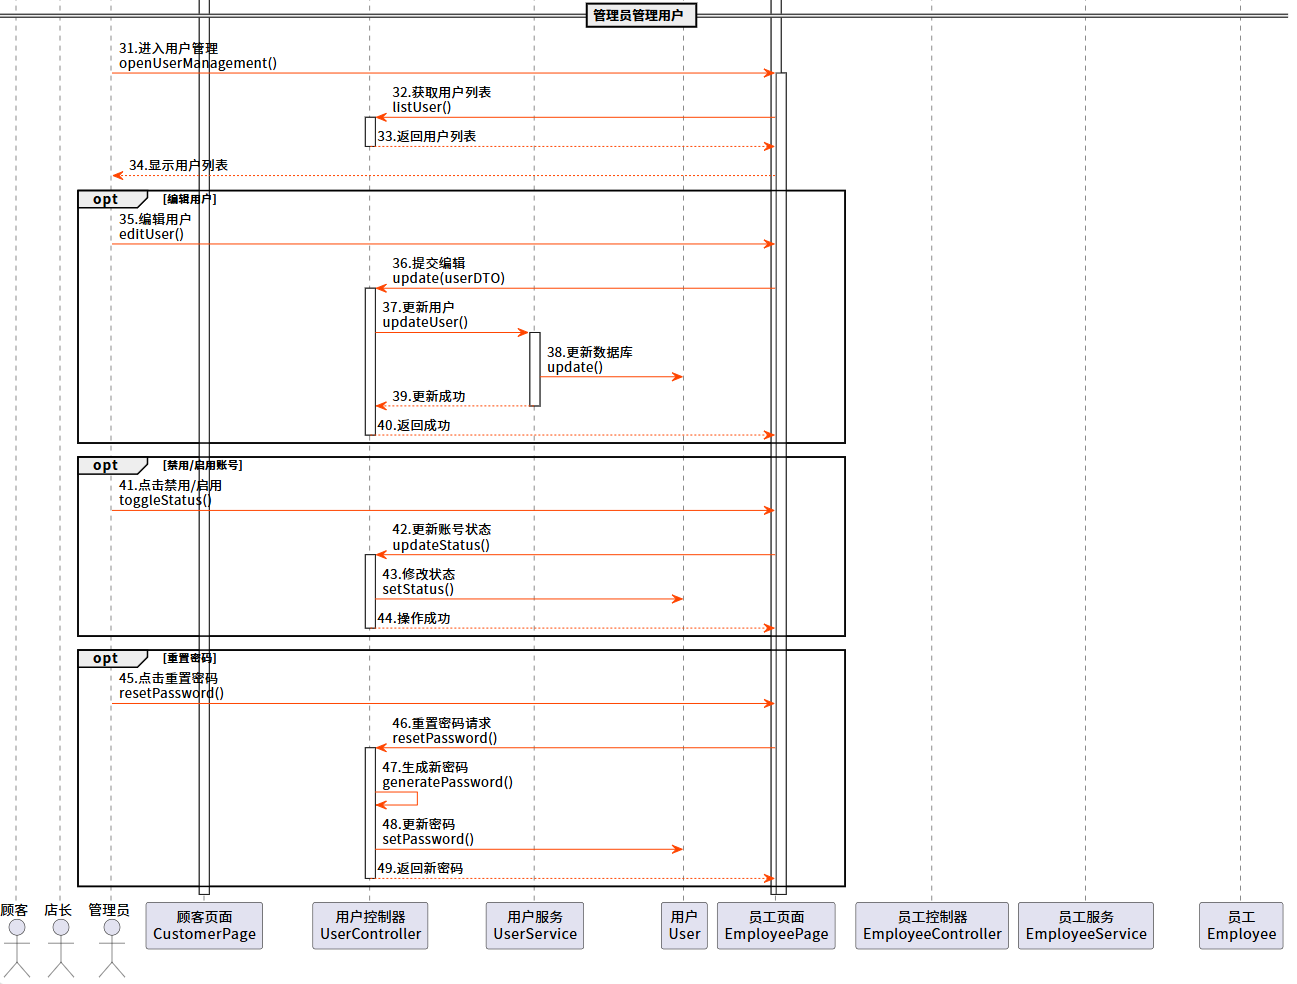 管理员管理用户
31.进入用户管理
openUserManagement()
32.获取用户列表
listUser()
33.返回用户列表
34.显示用户列表
opt [编辑用户]
35.编辑用户
editUser()
36.提交编辑
update(userDTO)
37.更新用户
updateUser()
38.更新数据库
update()
39.更新成功
40.返回成功
opt [禁用/启用账号]
41.点击禁用/启用
toggleStatus()
42.更新账号状态
updateStatus()
43.修改状态
setStatus()
44.操作成功
opt [重置密码]
45.点击重置密码
resetPassword()
46.重置密码请求
resetPassword()
47.生成新密码
generatePassword()
48.更新密码
setPassword()
49.返回新密码
顾客
店长
管理员
顾客页面
CustomerPage
用户控制器
UserController
用户服务
UserService
用户
User
员工页面
EmployeePage
员工控制器
EmployeeController
员工服务
EmployeeService
员工
Employee